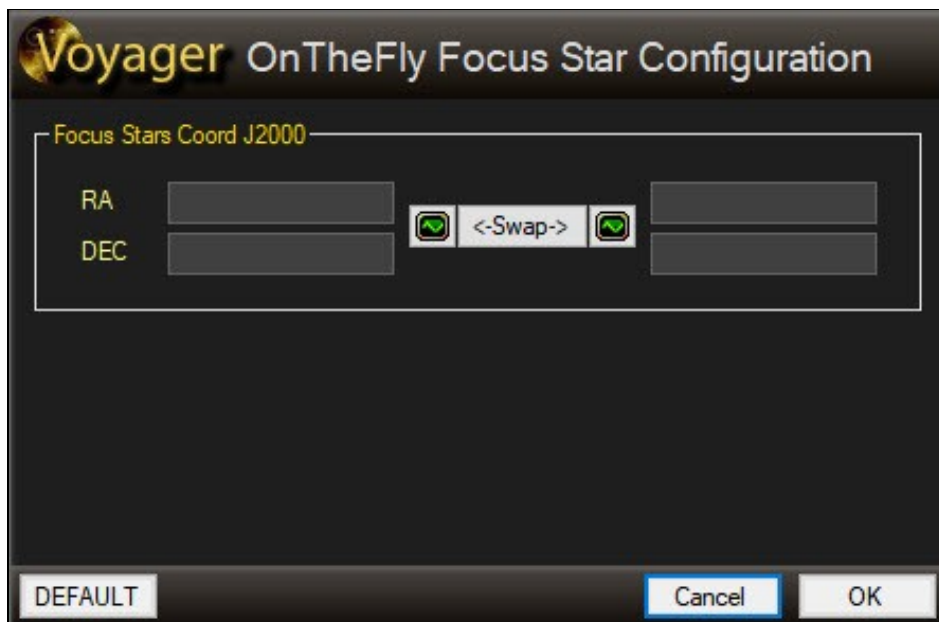 Voyager OnTheFly Focus Star Configuration
Focus Stars Coord J2000
RA
<-Swap->
DEC
DEFAULT Cancel OK